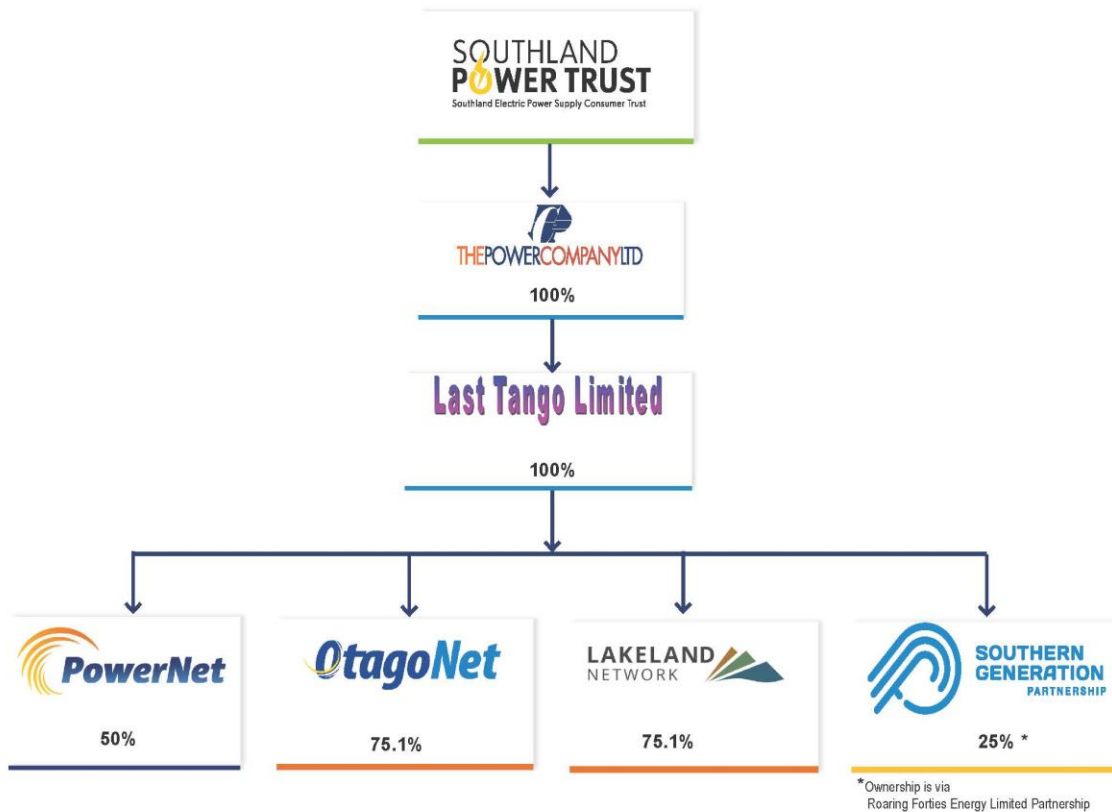 SOUTHLAND
POWER TRUST
Southland Electric Power Supply Consumer Trust
THEPOWERCOMPANYLTD
100%
Last Tango Limited
100%
PowerNet
50%
OtagoNet
75.1%
LAKELAND
NETWORK
75.1%
SOUTHERN
GENERATION
PARTNERSHIP
25% *
*Ownership is via
Roaring Forties Energy Limited Partnership